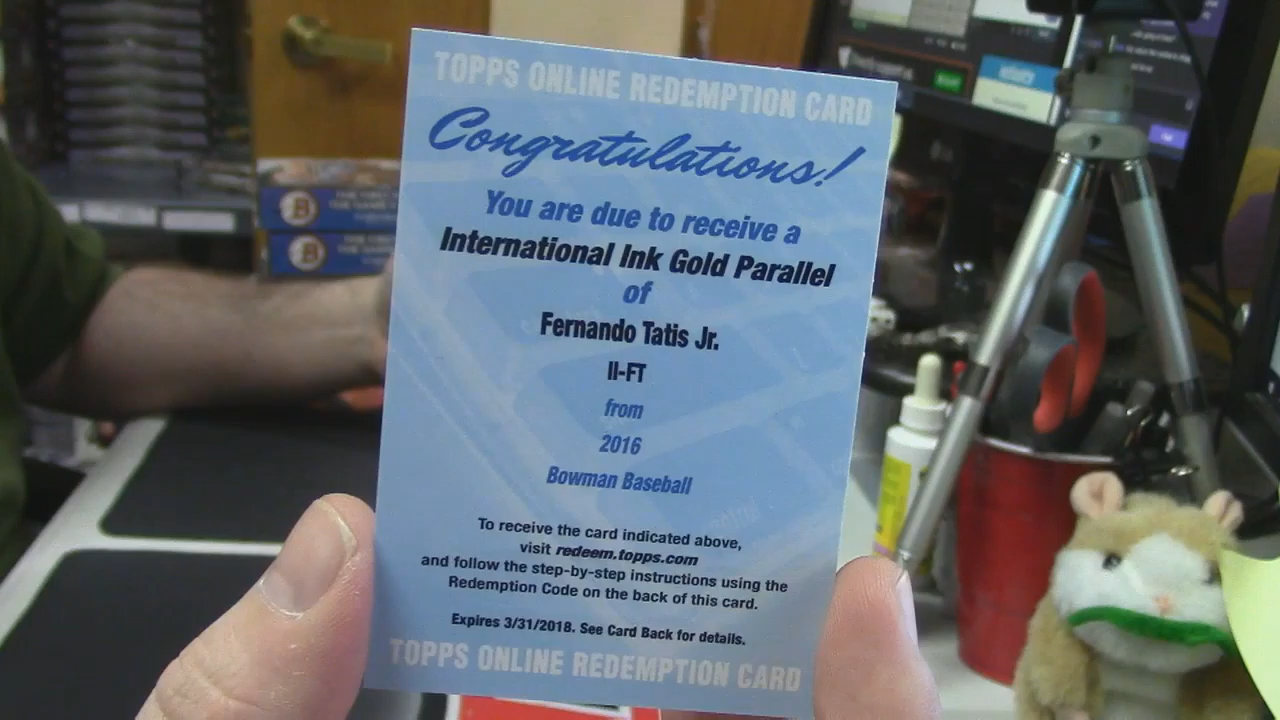 TOPPS ONLINE REDEMPTION CARD
Congratulations!
You are due to receive a
International Ink Gold Parallel
of
Fernando Tatis Jr.
II-FT
from
2016
Bowman Baseball
To receive the card indicated above,
visit redeem.topps.com
and follow the step-by-step instructions using the
Redemption Code on the back of this card.
Expires 3/31/2018. See Card Back for details.
TOPPS ONLINE REDEMPTION CARD
B
B